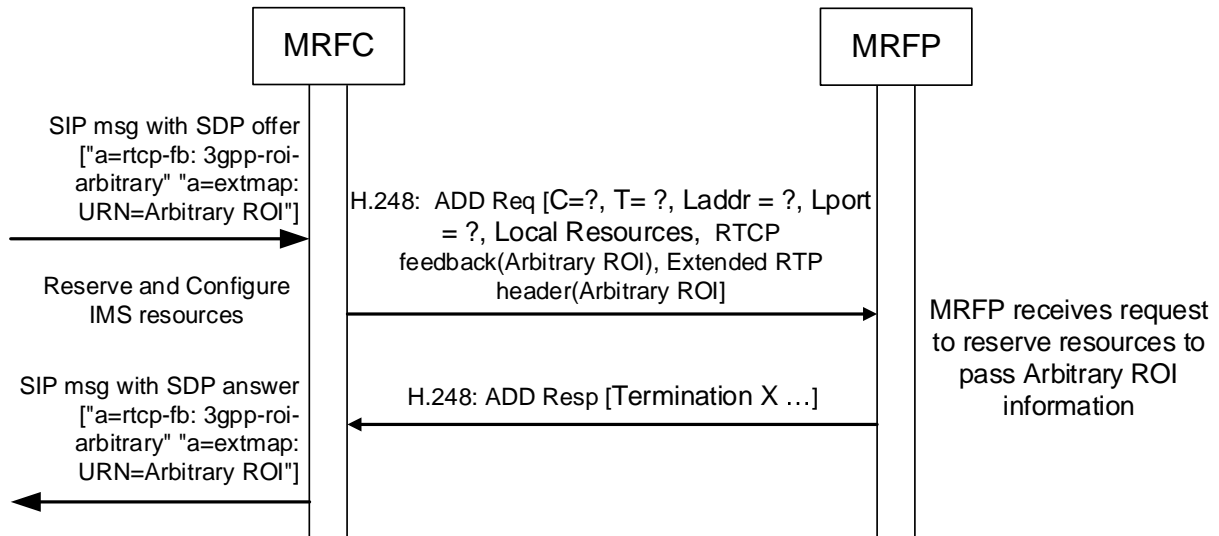 MRFC
MRFP
SIP msg with SDP offer
["a=rtcp-fb: 3gpp-roi-
arbitrary" "a=extmap:
URN=Arbitrary ROI"]
H.248:  ADD Req [C=?, T= ?, Laddr = ?, Lport
= ?, Local Resources,  RTCP
feedback(Arbitrary ROI), Extended RTP
header(Arbitrary ROI]
Reserve and Configure
IMS resources
MRFP receives request
to reserve resources to
pass Arbitrary ROI
information
SIP msg with SDP answer
["a=rtcp-fb: 3gpp-roi-
arbitrary" "a=extmap:
URN=Arbitrary ROI"]
H.248: ADD Resp [Termination X …]